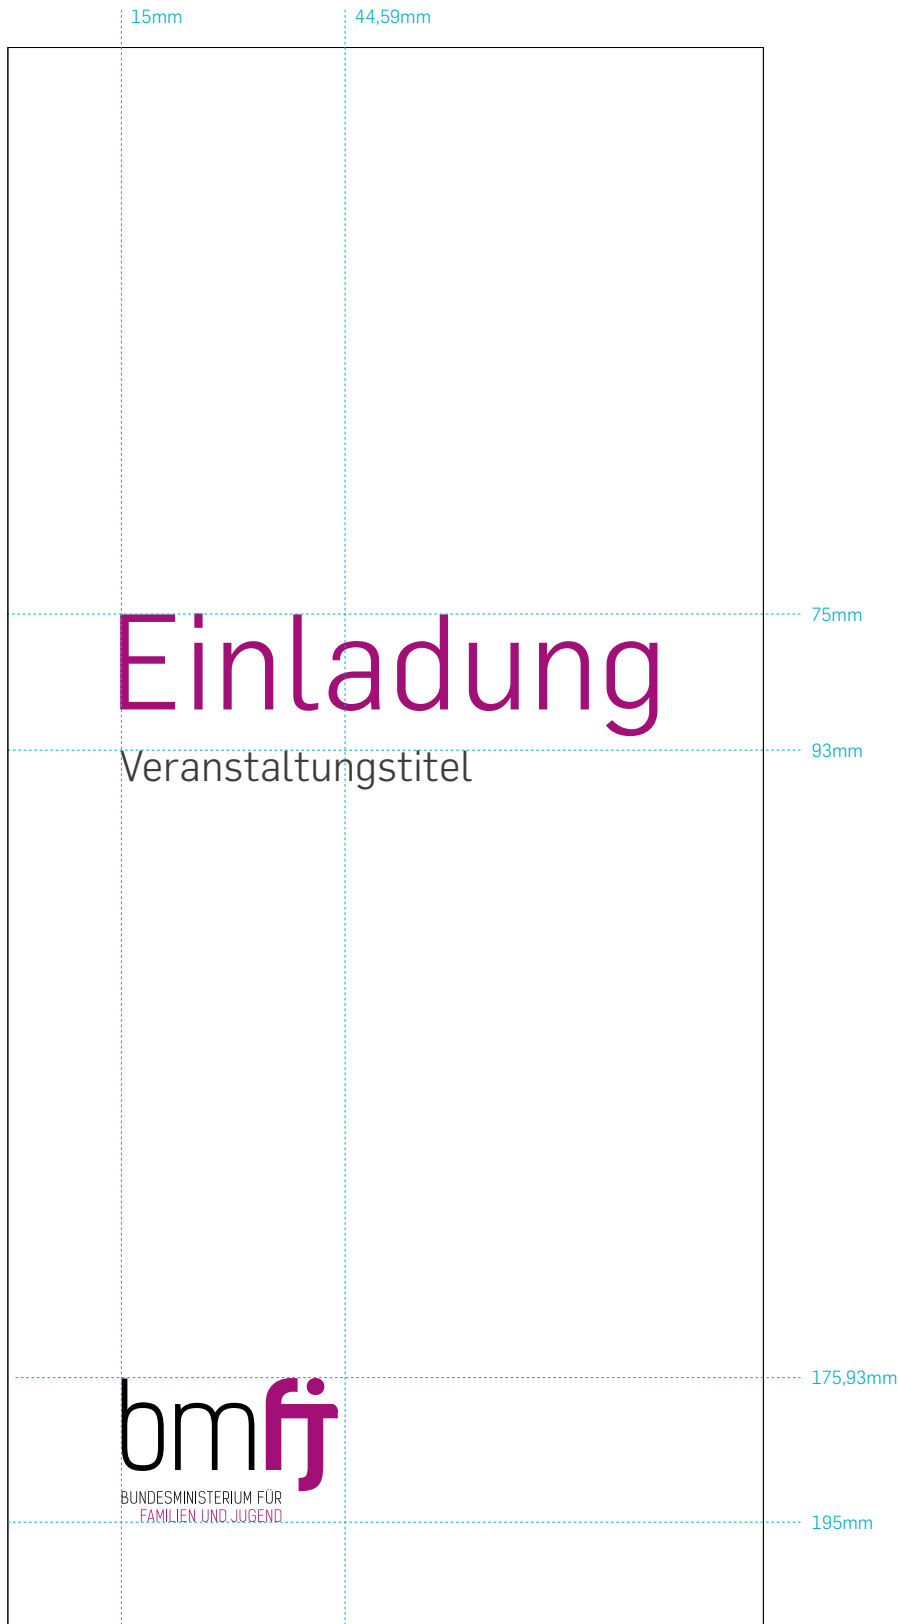 15mm
44,59mm
Einladung
75mm
Veranstaltungstitel
93mm
175,93mm
bmfj
BUNDESMINISTERIUM FÜR
FAMILIEN UND JUGEND
195mm